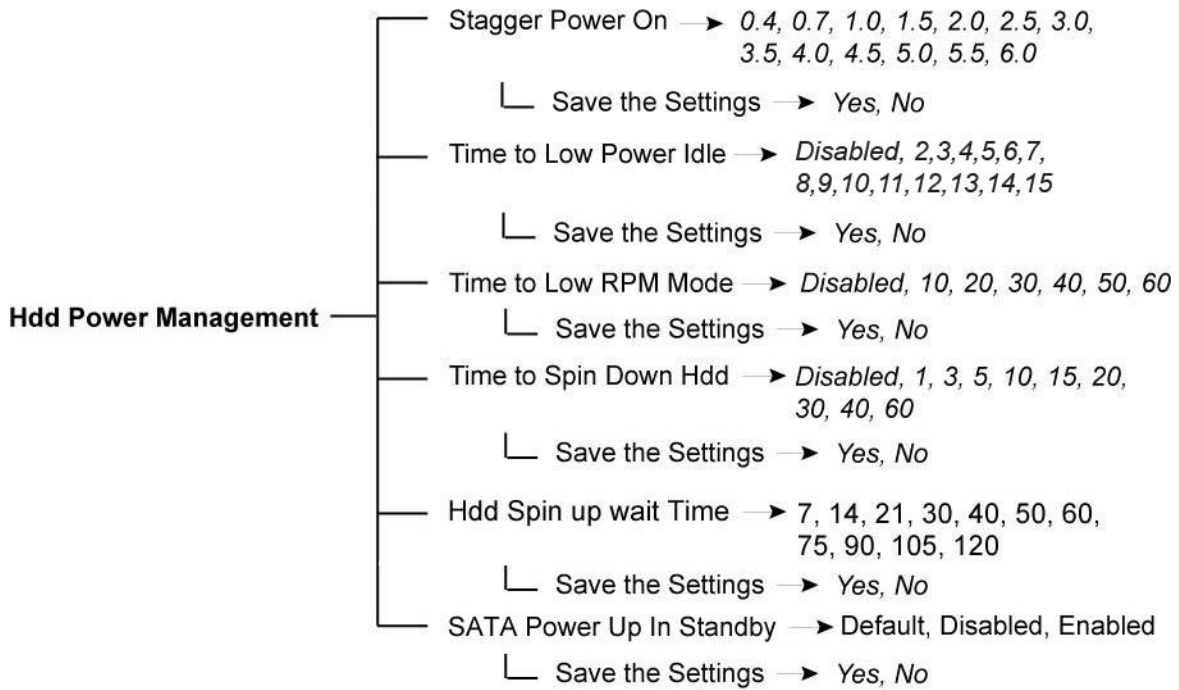 Stagger Power On → 0.4, 0.7, 1.0, 1.5, 2.0, 2.5, 3.0,
3.5, 4.0, 4.5, 5.0, 5.5, 6.0
Save the Settings → Yes, No
Time to Low Power Idle → Disabled, 2,3,4,5,6,7,
8,9,10,11,12,13,14,15
Save the Settings → Yes, No
Time to Low RPM Mode → Disabled, 10, 20, 30, 40, 50, 60
Hdd Power Management
Save the Settings → Yes, No
Time to Spin Down Hdd → Disabled, 1, 3, 5, 10, 15, 20,
30, 40, 60
Save the Settings → Yes, No
Hdd Spin up wait Time → 7, 14, 21, 30, 40, 50, 60,
75, 90, 105, 120
Save the Settings → Yes, No
SATA Power Up In Standby → Default, Disabled, Enabled
Save the Settings → Yes, No